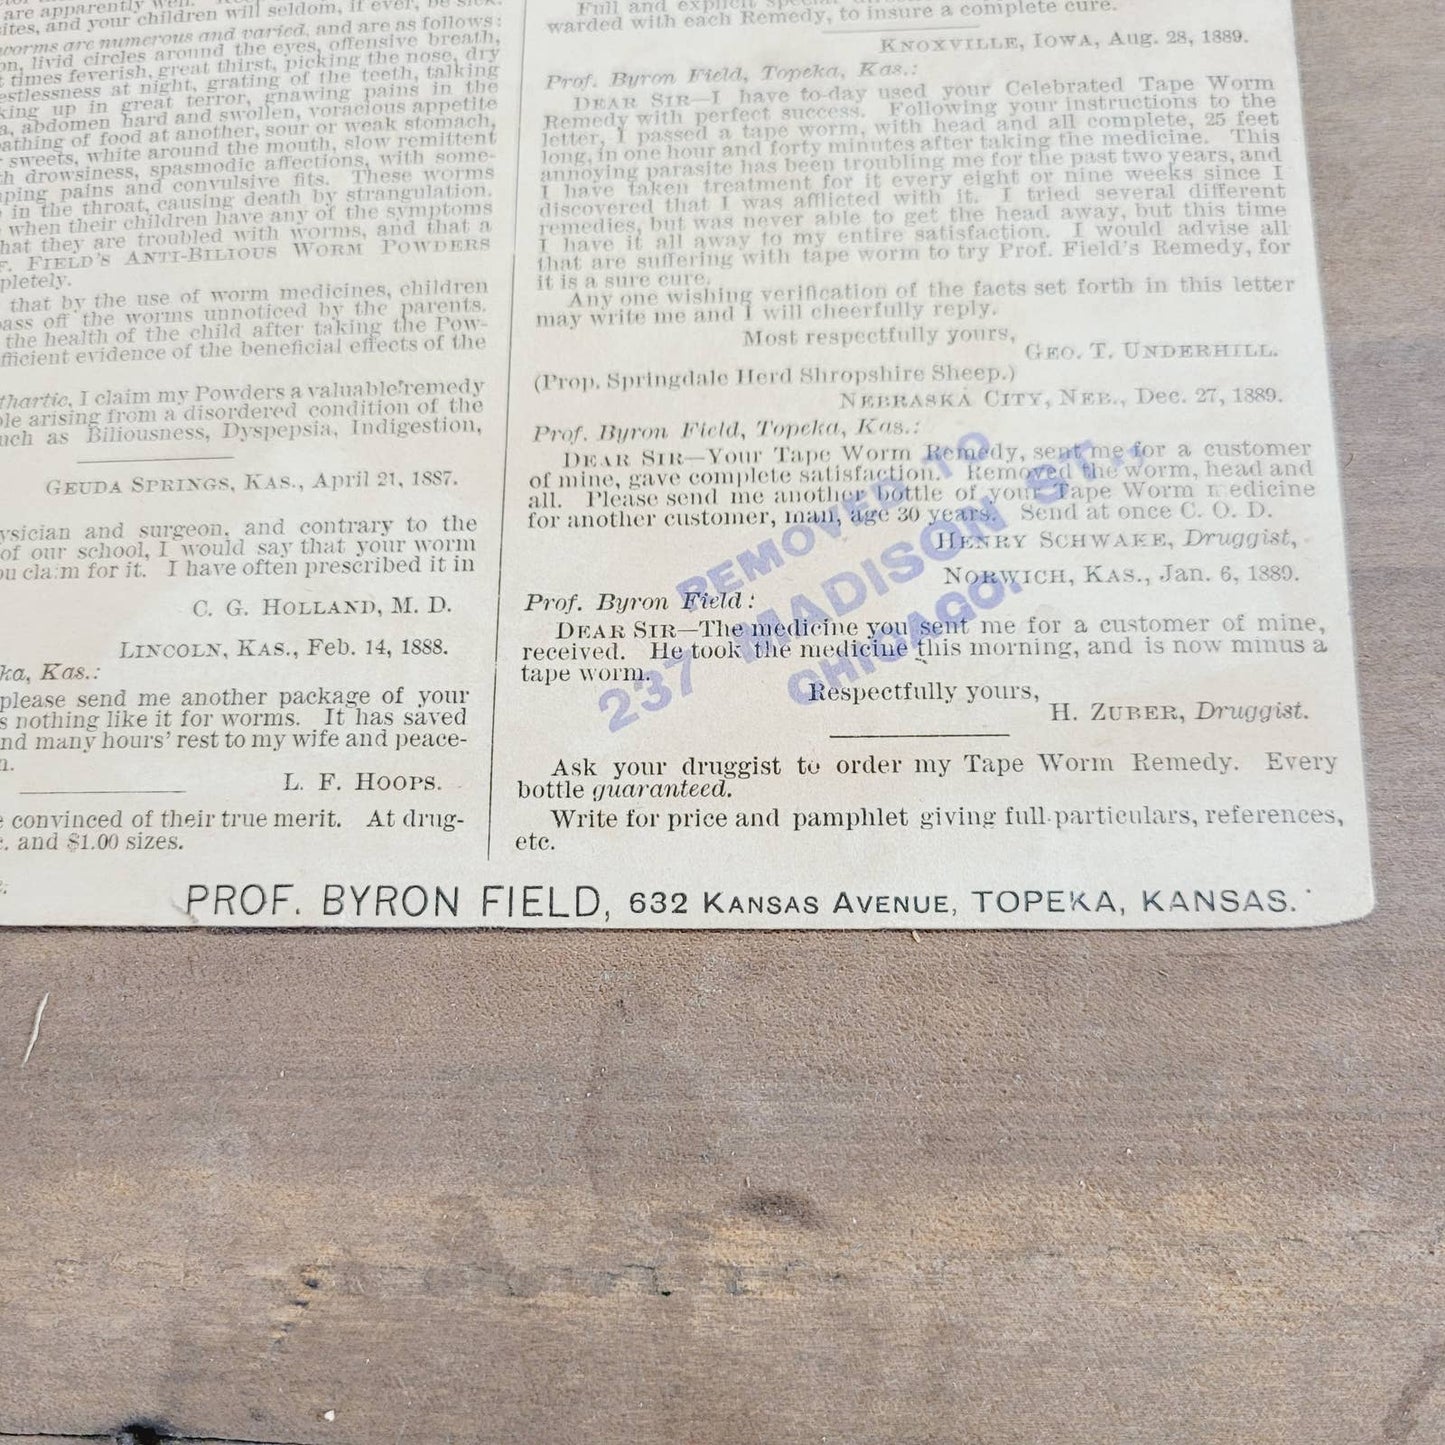 are apparently well.
sites, and your children will seldom, if ever, be sick.
worms are numerous and varied, and are as follows:
on, livid circles around the eyes, offensive breath,
t times feverish, great thirst, picking the nose, dry
estlessness at night, grating of the teeth, talking
king up in great terror, gnawing pains in the
a, abdomen hard and swollen, voracious appetite
oathing of food at another, sour or weak stomach,
r sweets, white around the mouth, slow remittent
h drowsiness, spasmodic affections, with some-
ping pains and convulsive fits. These worms
in the throat, causing death by strangulation.
when their children have any of the symptoms
hat they are troubled with worms, and that a
F. FIELD'S ANTI-BILIOUS WORM POWDERS
pletely.
that by the use of worm medicines, children
pass off the worms unnoticed by the parents.
the health of the child after taking the Pow-
fficient evidence of the beneficial effects of the
thartic, I claim my Powders a valuable remedy
ble arising from a disordered condition of the
uch as Biliousness, Dyspepsia, Indigestion,
GEUDA SPRINGS, KAS., April 21, 1887.
ysician and surgeon, and contrary to the
of our school, I would say that your worm
ou claim for it. I have often prescribed it in
C. G. HOLLAND, M. D.
LINCOLN, KAS., Feb. 14, 1888.
ka, Kas.:
please send me another package of your
s nothing like it for worms. It has saved
nd many hours' rest to my wife and peace-
n.
L. F. HOOPS.
e convinced of their true merit. At drug-
c. and $1.00 sizes.
Full and explicit special
warded with each Remedy, to insure a complete cure.
KNOXVILLE, IOWA, Aug. 28, 1889.
Prof. Byron Field, Topeka, Kas.:
DEAR SIR—I have to-day used your Celebrated Tape Worm
Remedy with perfect success. Following your instructions to the
letter, I passed a tape worm, with head and all complete, 25 feet
long, in one hour and forty minutes after taking the medicine. This
annoying parasite has been troubling me for the past two years, and
I have taken treatment for it every eight or nine weeks since I
discovered that I was afflicted with it. I tried several different
remedies, but was never able to get the head away, but this time
I have it all away to my entire satisfaction. I would advise all
that are suffering with tape worm to try Prof. Field's Remedy, for
it is a sure cure.
Any one wishing verification of the facts set forth in this letter
may write me and I will cheerfully reply.
Most respectfully yours,
GEO. T. UNDERHILL.
(Prop. Springdale Herd Shropshire Sheep.)
NEBRASKA CITY, NEB., Dec. 27, 1889.
Prof. Byron Field, Topeka, Kas.:
DEAR SIR—Your Tape Worm Remedy, sent me for a customer
of mine, gave complete satisfaction. Removed the worm, head and
all. Please send me another bottle of your Tape Worm medicine
for another customer, man, age 30 years. Send at once C. O. D.
HENRY SCHWAKE, Druggist,
NORWICH, KAS., Jan. 6, 1889.
Prof. Byron Field:
DEAR SIR—The medicine you sent me for a customer of mine,
received. He took the medicine this morning, and is now minus a
tape worm.
Respectfully yours,
H. ZUBER, Druggist.
Ask your druggist to order my Tape Worm Remedy. Every
bottle guaranteed.
Write for price and pamphlet giving full particulars, references,
etc.
REMOVED TO
237 MADISON ST.,
CHICAGO.
PROF. BYRON FIELD, 632 KANSAS AVENUE, TOPEKA, KANSAS.